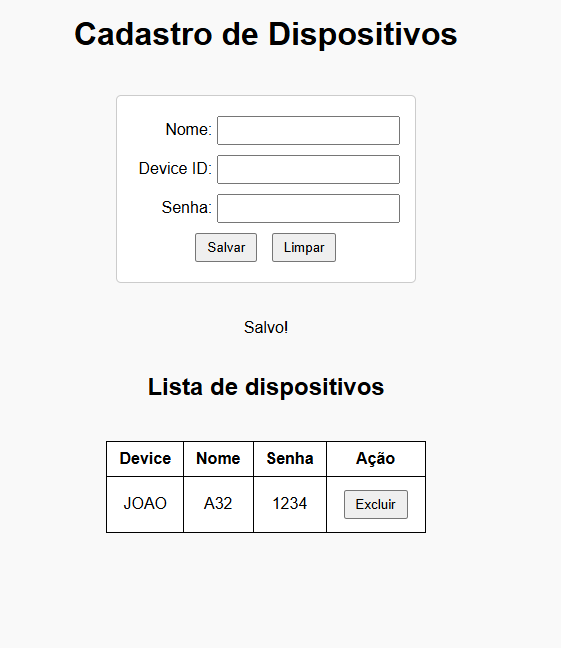 Cadastro de Dispositivos
Nome:
Device ID:
Senha:
Salvar Limpar
Salvo!
Lista de dispositivos
Device Nome Senha Ação
JOAO A32 1234 Excluir